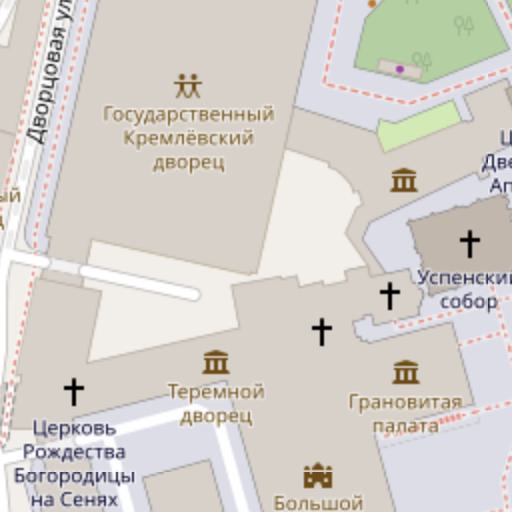 Дворцовая ул
Государственный
Кремлёвский
дворец
Успенский
собор
Теремной
дворец
Грановитая
палата
Церковь
Рождества
Богородицы
на Сенях
Большой